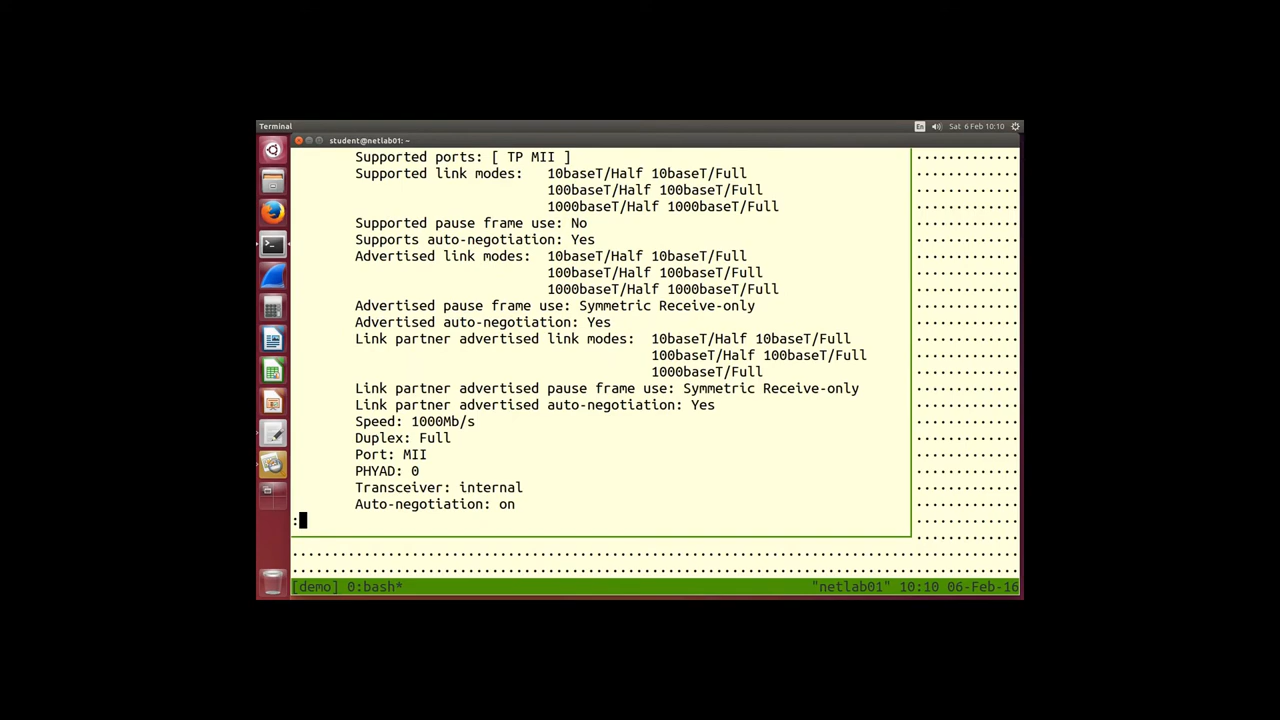 Terminal
En
Sat 6 Feb 10:10
student@netlab01: ~
Supported ports: [ TP MII ]
Supported link modes: 10baseT/Half 10baseT/Full
100baseT/Half 100baseT/Full
1000baseT/Half 1000baseT/Full
Supported pause frame use: No
Supports auto-negotiation: Yes
Advertised link modes: 10baseT/Half 10baseT/Full
100baseT/Half 100baseT/Full
1000baseT/Half 1000baseT/Full
Advertised pause frame use: Symmetric Receive-only
Advertised auto-negotiation: Yes
Link partner advertised link modes: 10baseT/Half 10baseT/Full
100baseT/Half 100baseT/Full
1000baseT/Full
Link partner advertised pause frame use: Symmetric Receive-only
Link partner advertised auto-negotiation: Yes
Speed: 1000Mb/s
Duplex: Full
Port: MII
PHYAD: 0
Transceiver: internal
Auto-negotiation: on
:
[demo] 0:bash* "netlab01" 10:10 06-Feb-16